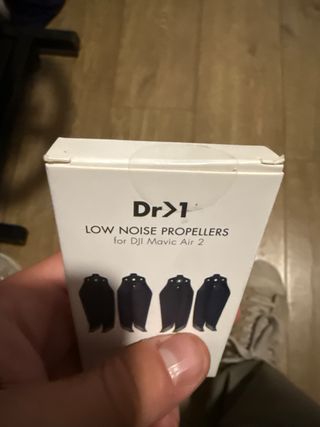 Dr>1
LOW NOISE PROPELLERS
for DJI Mavic Air 2